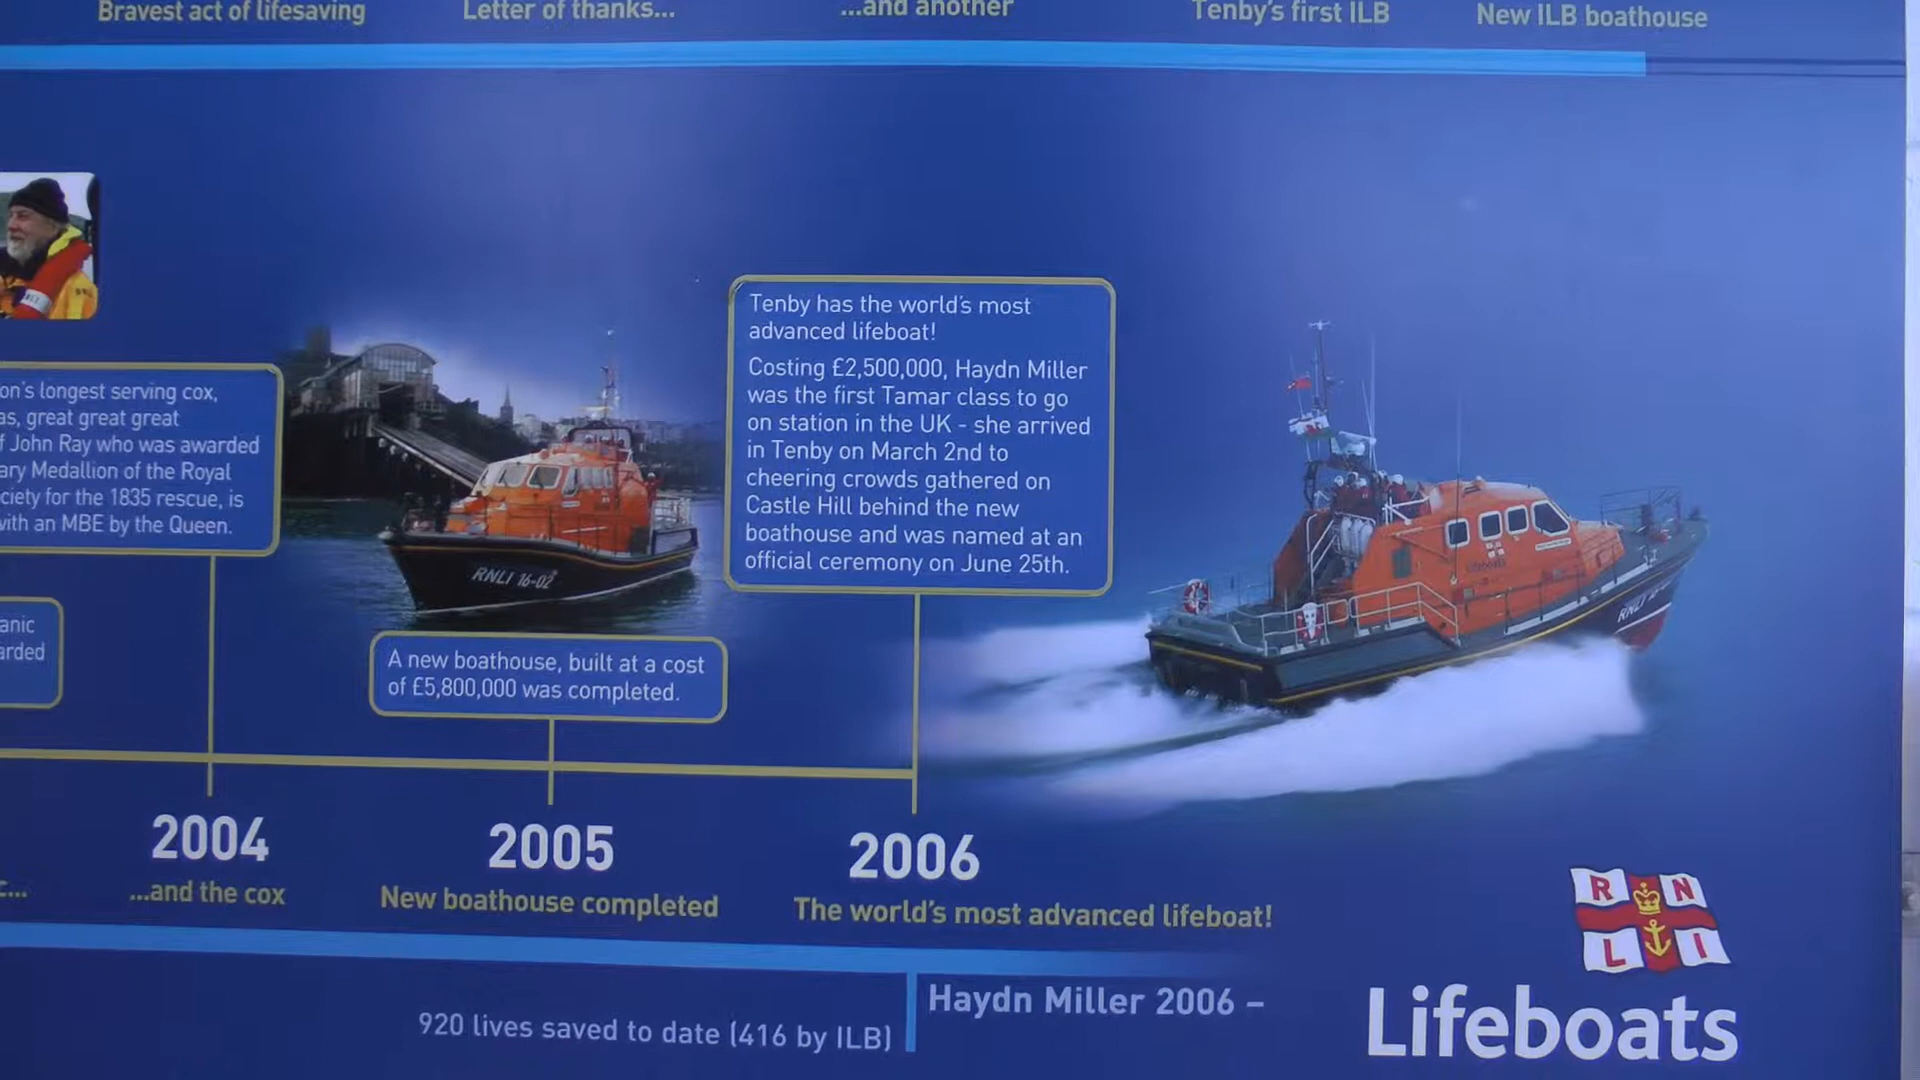 Bravest act of lifesaving
Letter of thanks...
...and another
Tenby's first ILB
New ILB boathouse
on's longest serving cox,
as, great great great
f John Ray who was awarded
ary Medallion of the Royal
ciety for the 1835 rescue, is
with an MBE by the Queen.
anic
arded
RNLI 16-02
A new boathouse, built at a cost
of £5,800,000 was completed.
Tenby has the world's most
advanced lifeboat!
Costing £2,500,000, Haydn Miller
was the first Tamar class to go
on station in the UK - she arrived
in Tenby on March 2nd to
cheering crowds gathered on
Castle Hill behind the new
boathouse and was named at an
official ceremony on June 25th.
Lifeboats
RNLI
c...
2004
...and the cox
2005
New boathouse completed
2006
The world's most advanced lifeboat!
920 lives saved to date (416 by ILB)
Haydn Miller 2006 –
R N
L I
Lifeboats